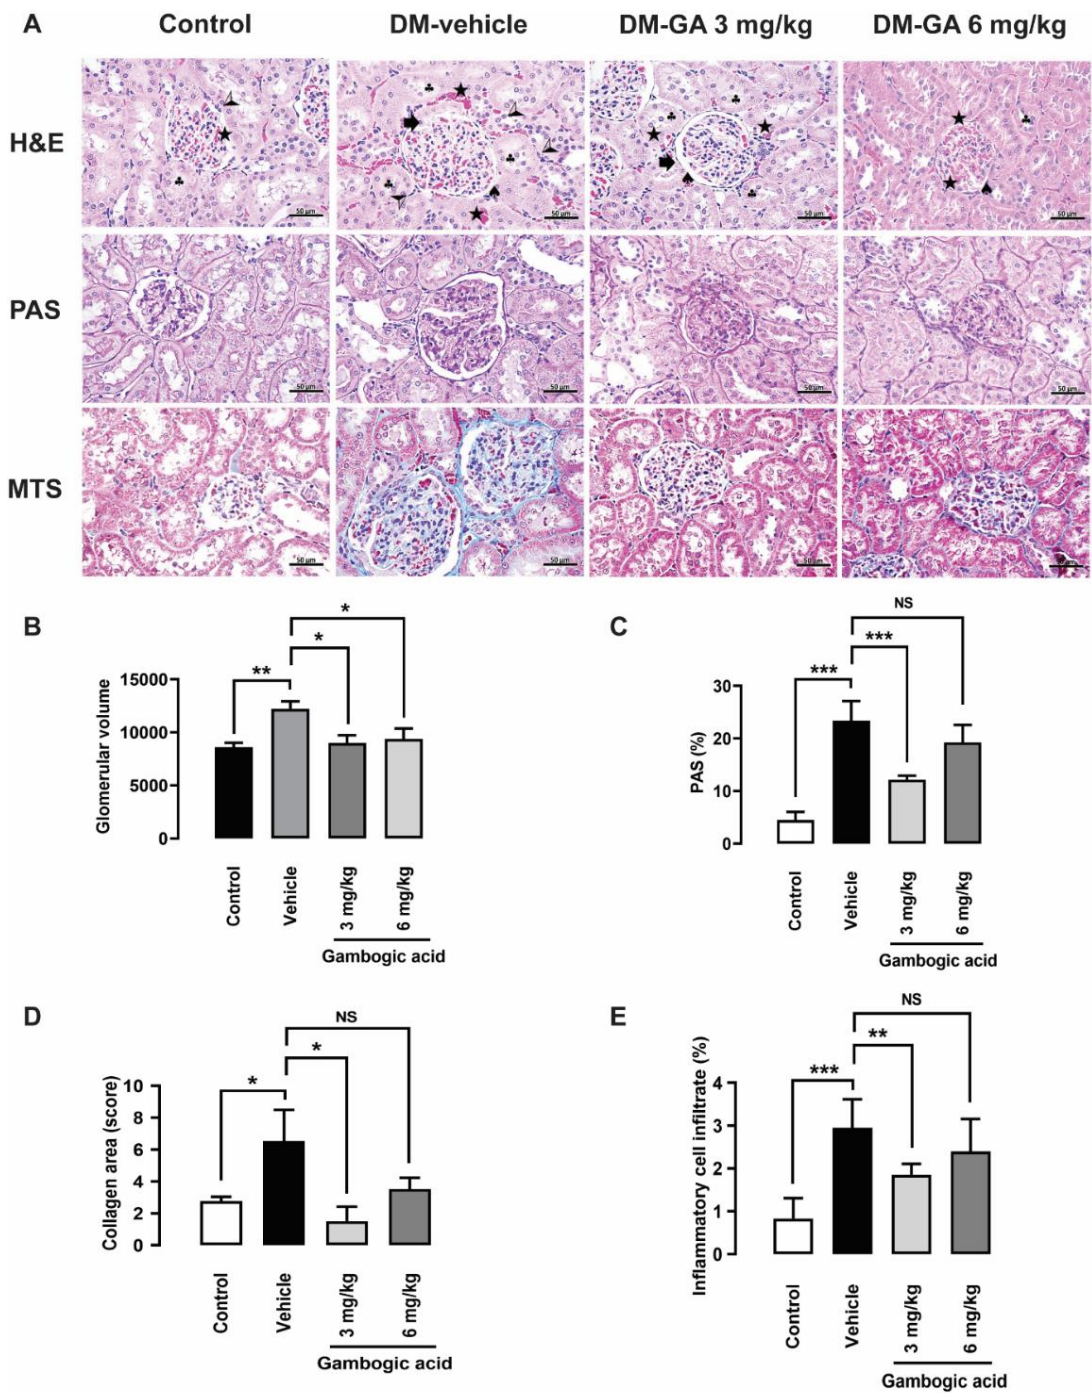 A Control DM-vehicle DM-GA 3 mg/kg DM-GA 6 mg/kg
H&E
50 µm 50 µm 50 µm 50 µm
PAS
50 µm 50 µm 50 µm 50 µm
MTS
50 µm 50 µm 50 µm
B
Glomerular volume
15000
10000
5000
0
** * *
Control
Vehicle
3 mg/kg
6 mg/kg
Gambogic acid
C
PAS (%)
30
20
10
0
*** *** NS
Control
Vehicle
3 mg/kg
6 mg/kg
Gambogic acid
D
Collagen area (score)
10
8
6
4
2
0
* * NS
Control
Vehicle
3 mg/kg
6 mg/kg
Gambogic acid
E
Inflammatory cell infiltrate (%)
4
3
2
1
0
*** ** NS
Control
Vehicle
3 mg/kg
6 mg/kg
Gambogic acid